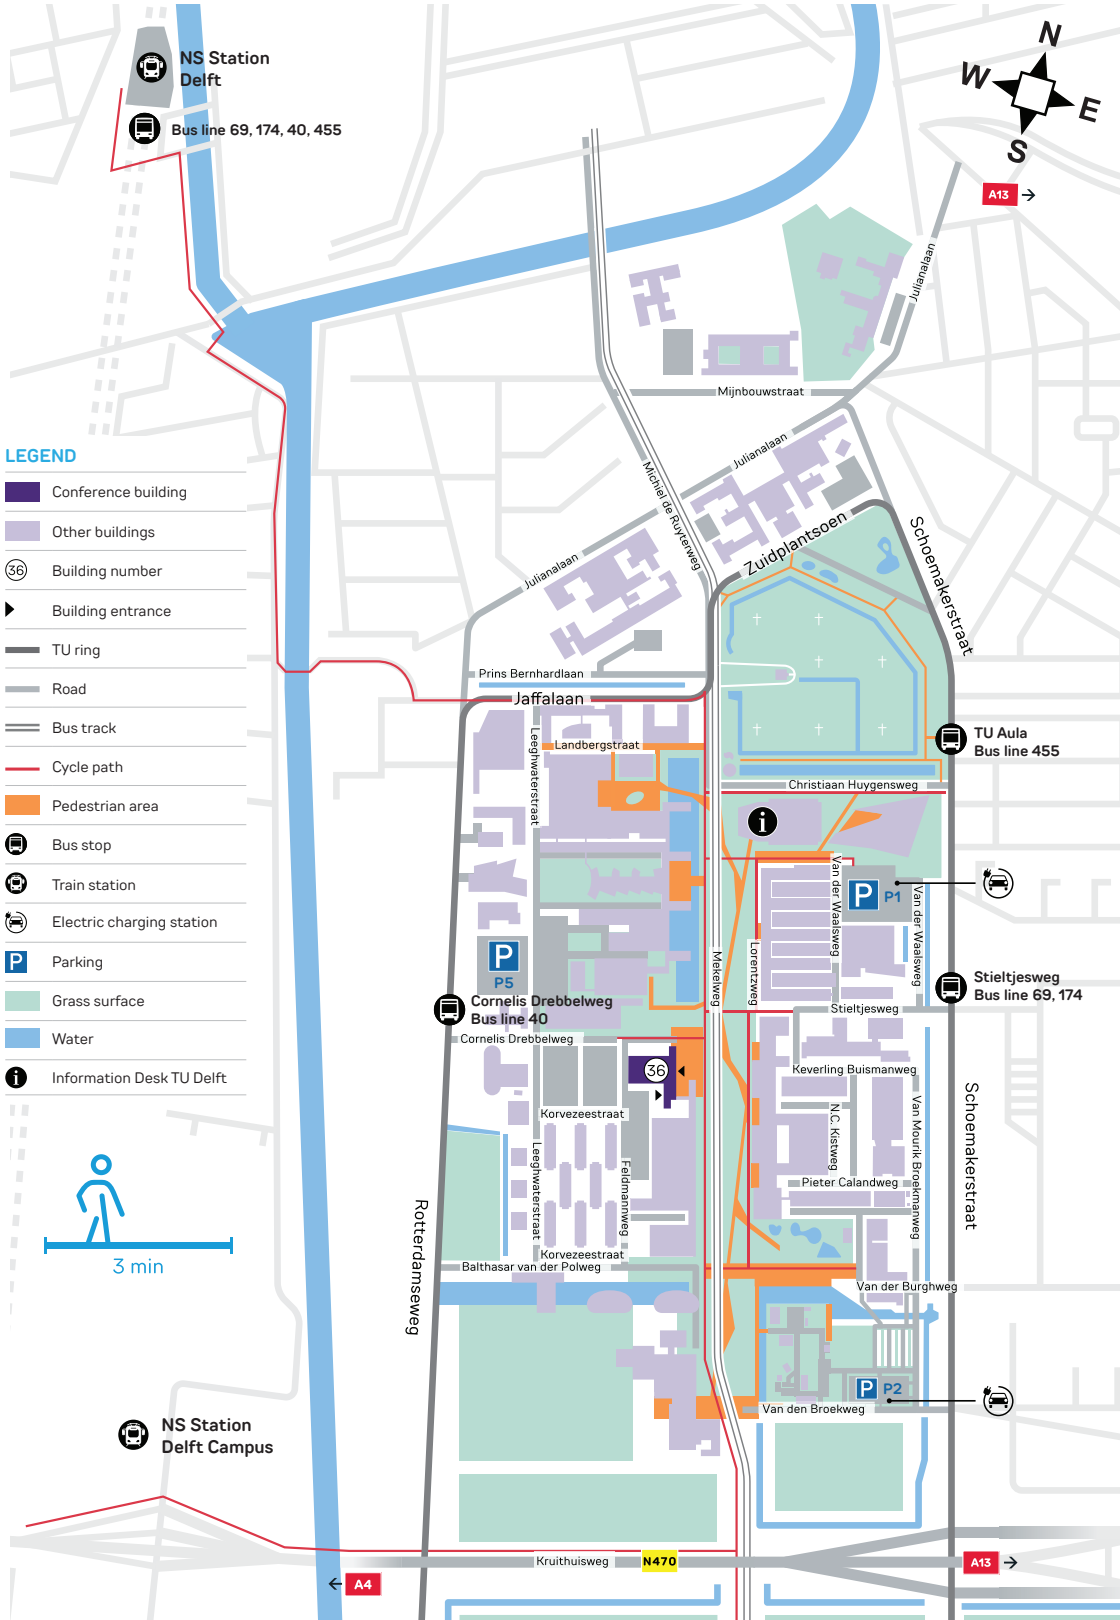 NS Station
Delft
Bus line 69, 174, 40, 455
N
W
E
S
A13
Julianalaan
Mijnbouwstraat
Julianalaan
Michiel de Ruyterweg
Zuidplantsoen
Schoemakerstraat
Julianalaan
LEGEND
Conference building
Other buildings
36
Building number
Building entrance
TU ring
Road
Bus track
Cycle path
Pedestrian area
Bus stop
Train station
Electric charging station
P
Parking
Grass surface
Water
i
Information Desk TU Delft
3 min
Prins Bernhardlaan
Jaffalaan
Landbergstraat
Leeghwaterstraat
TU Aula
Bus line 455
Christiaan Huygensweg
i
Van der Waalsweg
P
P1
Van der Waalsweg
P
P5
Mekelweg
Lorentzweg
Stieltjesweg
Bus line 69, 174
Cornelis Drebbelweg
Bus line 40
Stieltjesweg
Cornelis Drebbelweg
36
Keverling Buismanweg
Korvezeestraat
N.C. Kistweg
Van Mourik Broekmanweg
Schoemakerstraat
Leeghwaterstraat
Feldmannweg
Pieter Calandweg
Rotterdamseweg
Korvezeestraat
Balthasar van der Polweg
Van der Burghweg
P
P2
Van den Broekweg
NS Station
Delft Campus
Kruithuisweg
N470
A13
A4